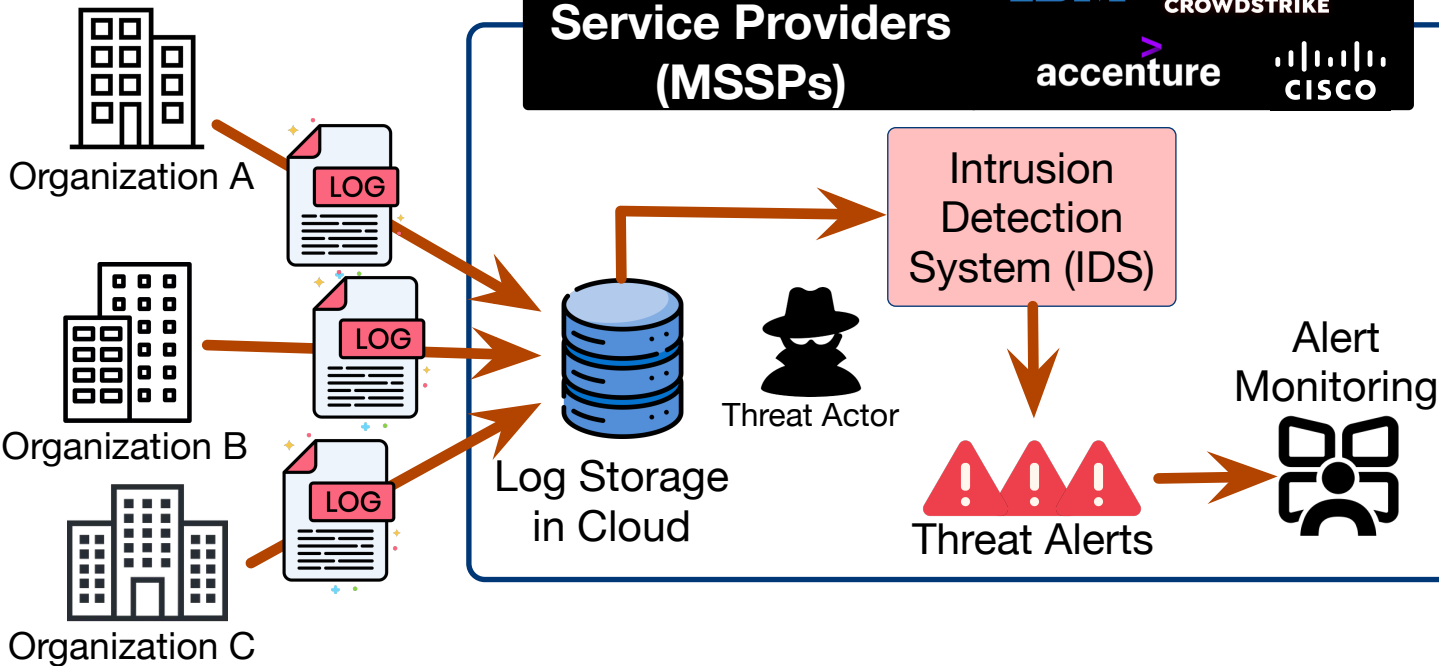 Service Providers
(MSSPs)
CROWDSTRIKE
accenture
CISCO
Organization A
LOG
Intrusion
Detection
System (IDS)
LOG
Organization B
Threat Actor
Alert
Monitoring
LOG
Log Storage
in Cloud
Threat Alerts
Organization C